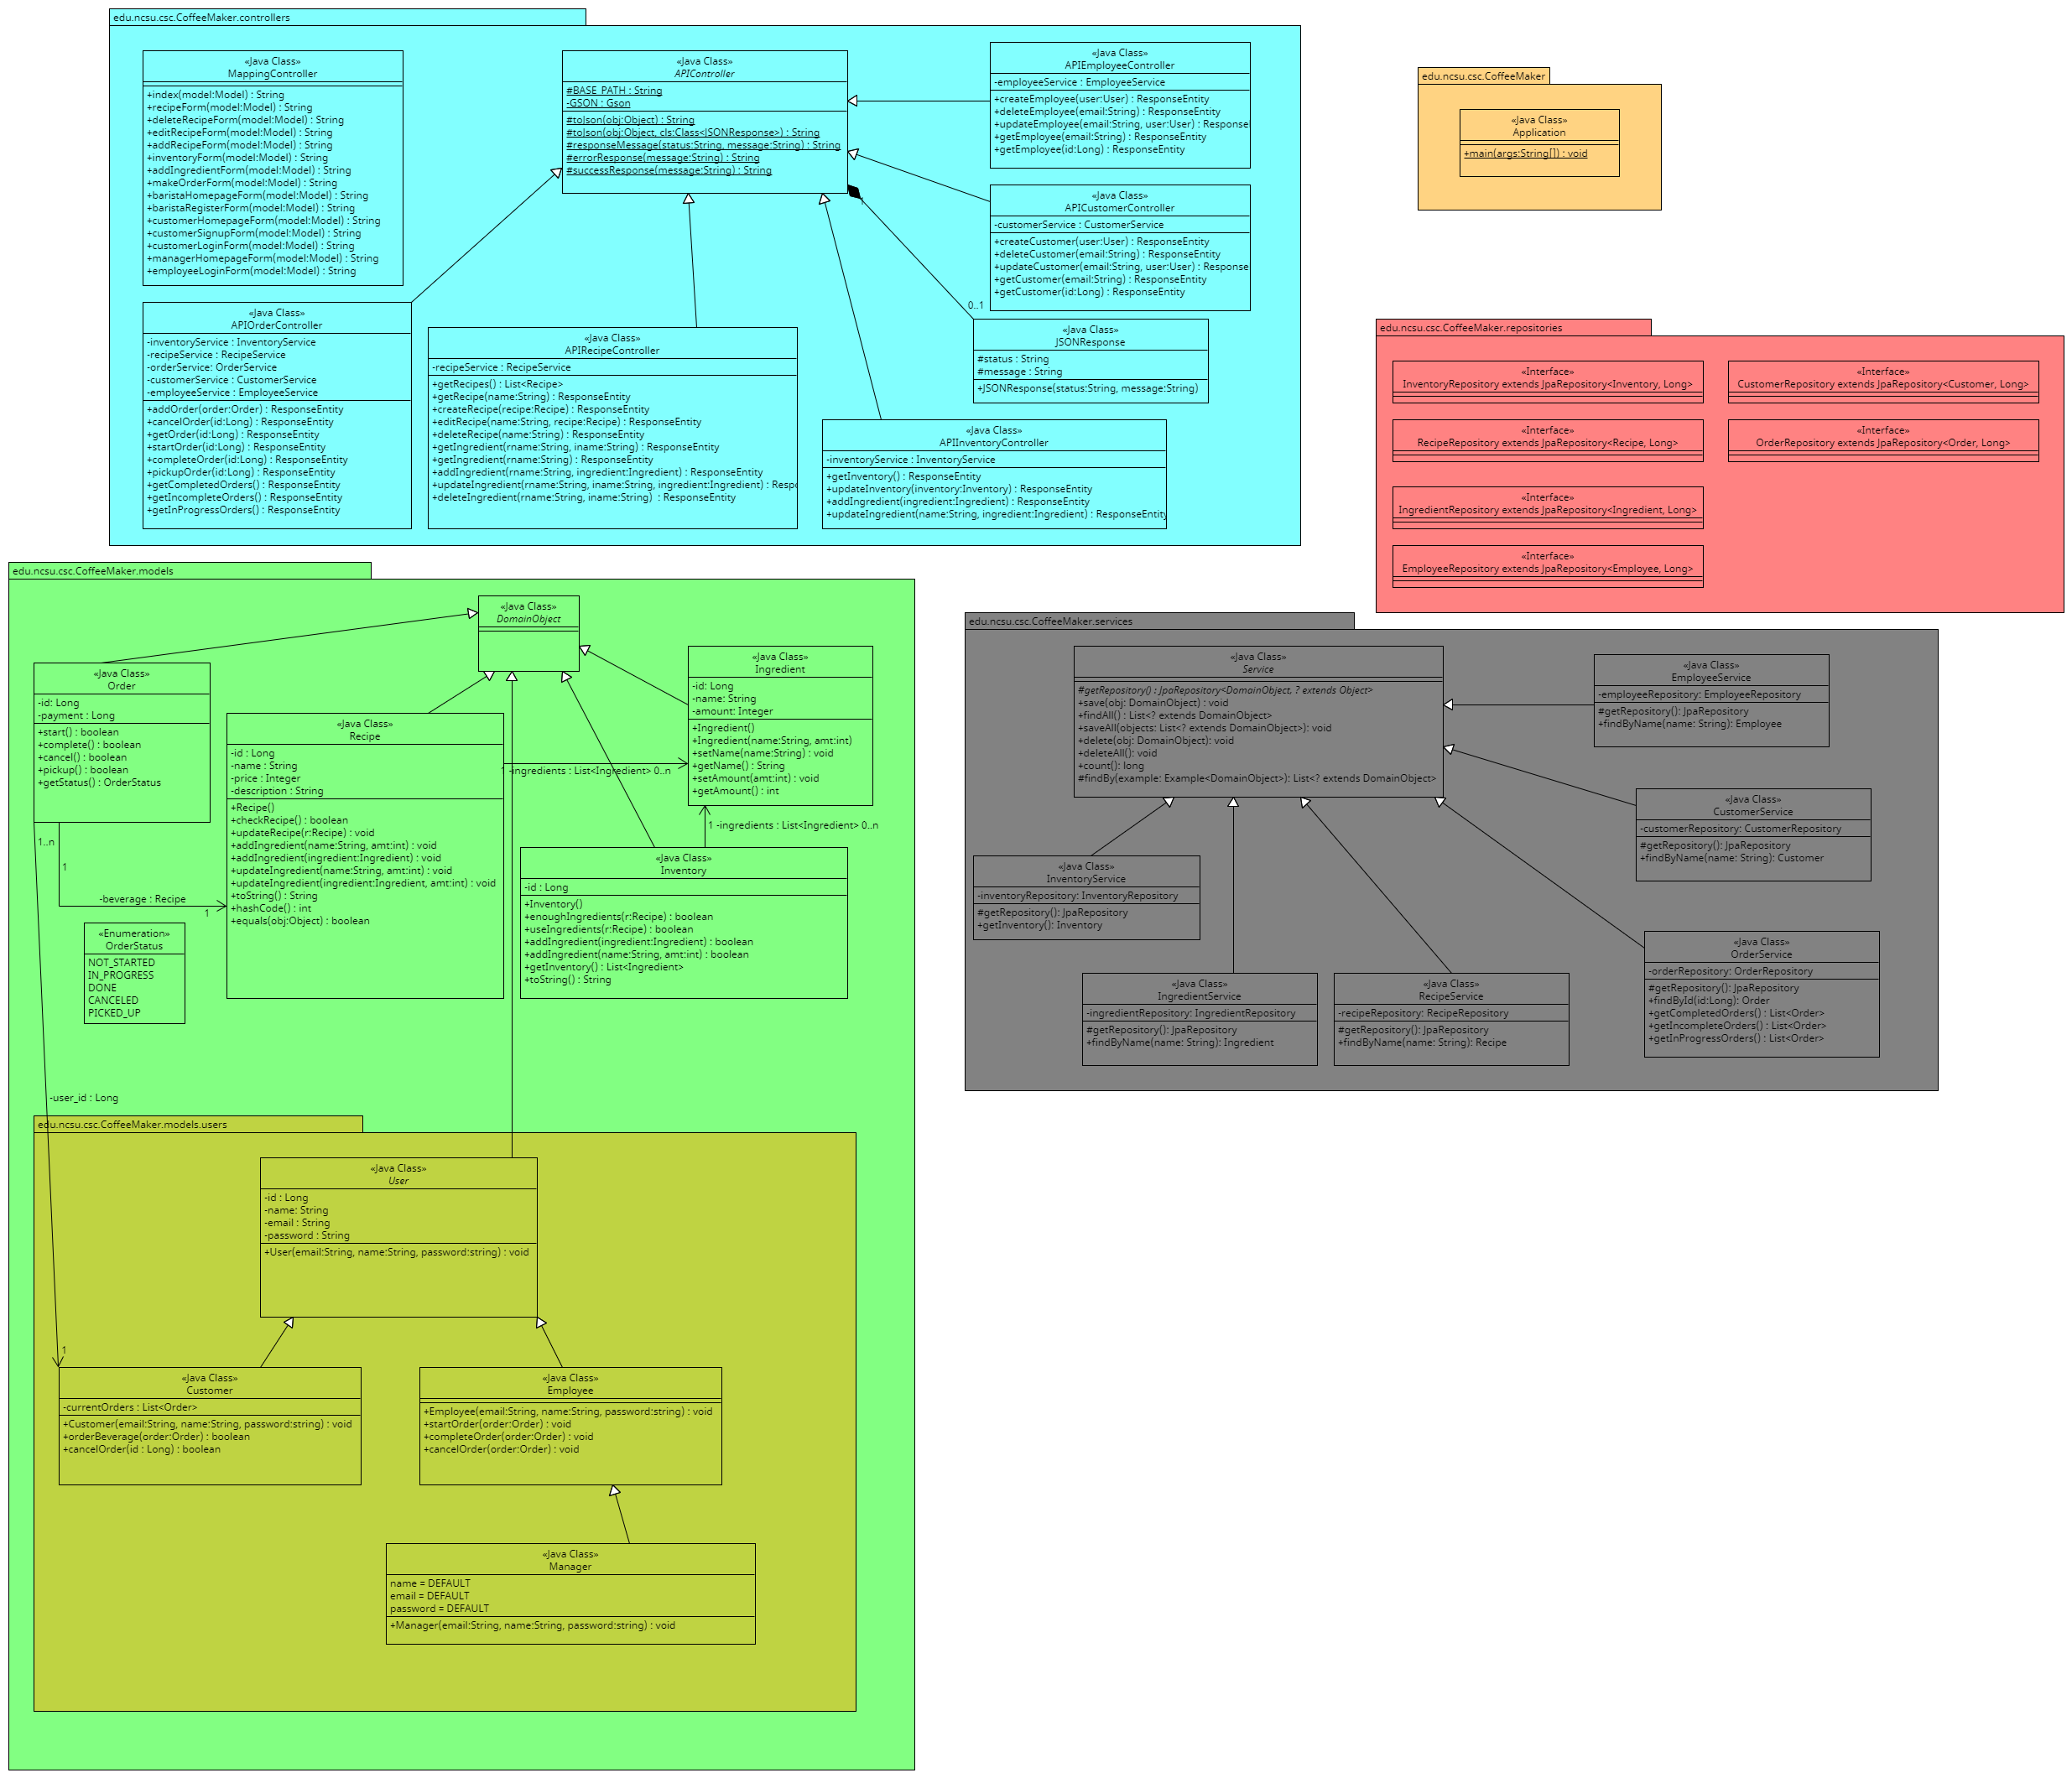 edu.ncsu.csc.CoffeeMaker.controllers
«Java Class»
MappingController
+index(model:Model) : String
+recipeForm(model:Model) : String
+deleteRecipeForm(model:Model) : String
+editRecipeForm(model:Model) : String
+addRecipeForm(model:Model) : String
+inventoryForm(model:Model) : String
+addIngredientForm(model:Model) : String
+makeOrderForm(model:Model) : String
+baristaHomepageForm(model:Model) : String
+baristaRegisterForm(model:Model) : String
+customerHomepageForm(model:Model) : String
+customerSignupForm(model:Model) : String
+customerLoginForm(model:Model) : String
+managerHomepageForm(model:Model) : String
+employeeLoginForm(model:Model) : String
«Java Class»
APIController
#BASE_PATH : String
-GSON : Gson
#toJson(obj:Object) : String
#toJson(obj:Object, cls:Class<JSONResponse>) : String
#responseMessage(status:String, message:String) : String
#errorResponse(message:String) : String
#successResponse(message:String) : String
1
0..1
«Java Class»
APIEmployeeController
-employeeService : EmployeeService
+createEmployee(user:User) : ResponseEntity
+deleteEmployee(email:String) : ResponseEntity
+updateEmployee(email:String, user:User) : Response
+getEmployee(email:String) : ResponseEntity
+getEmployee(id:Long) : ResponseEntity
«Java Class»
APICustomerController
-customerService : CustomerService
+createCustomer(user:User) : ResponseEntity
+deleteCustomer(email:String) : ResponseEntity
+updateCustomer(email:String, user:User) : Response
+getCustomer(email:String) : ResponseEntity
+getCustomer(id:Long) : ResponseEntity
«Java Class»
APIOrderController
-inventoryService : InventoryService
-recipeService : RecipeService
-orderService: OrderService
-customerService : CustomerService
-employeeService : EmployeeService
+addOrder(order:Order) : ResponseEntity
+cancelOrder(id:Long) : ResponseEntity
+getOrder(id:Long) : ResponseEntity
+startOrder(id:Long) : ResponseEntity
+completeOrder(id:Long) : ResponseEntity
+pickupOrder(id:Long) : ResponseEntity
+getCompletedOrders() : ResponseEntity
+getIncompleteOrders() : ResponseEntity
+getInProgressOrders() : ResponseEntity
«Java Class»
APIRecipeController
-recipeService : RecipeService
+getRecipes() : List<Recipe>
+getRecipe(name:String) : ResponseEntity
+createRecipe(recipe:Recipe) : ResponseEntity
+editRecipe(name:String, recipe:Recipe) : ResponseEntity
+deleteRecipe(name:String) : ResponseEntity
+getIngredient(rname:String, iname:String) : ResponseEntity
+getIngredient(rname:String) : ResponseEntity
+addIngredient(rname:String, ingredient:Ingredient) : ResponseEntity
+updateIngredient(rname:String, iname:String, ingredient:Ingredient) : Respo
+deleteIngredient(rname:String, iname:String) : ResponseEntity
«Java Class»
JSONResponse
#status : String
#message : String
+JSONResponse(status:String, message:String)
«Java Class»
APIInventoryController
-inventoryService : InventoryService
+getInventory() : ResponseEntity
+updateInventory(inventory:Inventory) : ResponseEntity
+addIngredient(ingredient:Ingredient) : ResponseEntity
+updateIngredient(name:String, ingredient:Ingredient) : ResponseEntity
edu.ncsu.csc.CoffeeMaker
«Java Class»
Application
+main(args:String[]) : void
edu.ncsu.csc.CoffeeMaker.repositories
«Interface»
InventoryRepository extends JpaRepository<Inventory, Long>
«Interface»
CustomerRepository extends JpaRepository<Customer, Long>
«Interface»
RecipeRepository extends JpaRepository<Recipe, Long>
«Interface»
OrderRepository extends JpaRepository<Order, Long>
«Interface»
IngredientRepository extends JpaRepository<Ingredient, Long>
«Interface»
EmployeeRepository extends JpaRepository<Employee, Long>
edu.ncsu.csc.CoffeeMaker.models
«Java Class»
DomainObject
«Java Class»
Order
-id: Long
-payment : Long
+start() : boolean
+complete() : boolean
+cancel() : boolean
+pickup() : boolean
+getStatus() : OrderStatus
«Java Class»
Recipe
-id : Long
-name : String
-price : Integer
-description : String
+Recipe()
+checkRecipe() : boolean
+updateRecipe(r:Recipe) : void
+addIngredient(name:String, amt:int) : void
+addIngredient(ingredient:Ingredient) : void
+updateIngredient(name:String, amt:int) : void
+updateIngredient(ingredient:Ingredient, amt:int) : void
+toString() : String
+hashCode() : int
+equals(obj:Object) : boolean
«Java Class»
Ingredient
-id: Long
-name: String
-amount: Integer
+Ingredient()
+Ingredient(name:String, amt:int)
+setName(name:String) : void
+getName() : String
+setAmount(amt:int) : void
+getAmount() : int
1 -ingredients : List<Ingredient> 0..n
1 -ingredients : List<Ingredient> 0..n
«Java Class»
Inventory
-id : Long
+Inventory()
+enoughIngredients(r:Recipe) : boolean
+useIngredients(r:Recipe) : boolean
+addIngredient(ingredient:Ingredient) : boolean
+addIngredient(name:String, amt:int) : boolean
+getInventory() : List<Ingredient>
+toString() : String
1..n
1
-beverage : Recipe
1
«Enumeration»
OrderStatus
NOT_STARTED
IN_PROGRESS
DONE
CANCELED
PICKED_UP
-user_id : Long
1
edu.ncsu.csc.CoffeeMaker.models.users
«Java Class»
User
-id : Long
-name: String
-email : String
-password : String
+User(email:String, name:String, password:string) : void
«Java Class»
Customer
-currentOrders : List<Order>
+Customer(email:String, name:String, password:string) : void
+orderBeverage(order:Order) : boolean
+cancelOrder(id : Long) : boolean
«Java Class»
Employee
+Employee(email:String, name:String, password:string) : void
+startOrder(order:Order) : void
+completeOrder(order:Order) : void
+cancelOrder(order:Order) : void
«Java Class»
Manager
name = DEFAULT
email = DEFAULT
password = DEFAULT
+Manager(email:String, name:String, password:string) : void
edu.ncsu.csc.CoffeeMaker.services
«Java Class»
Service
#getRepository() : JpaRepository<DomainObject, ? extends Object>
+save(obj: DomainObject) : void
+findAll() : List<? extends DomainObject>
+saveAll(objects: List<? extends DomainObject>): void
+delete(obj: DomainObject): void
+deleteAll(): void
+count(): long
#findBy(example: Example<DomainObject>): List<? extends DomainObject>
«Java Class»
EmployeeService
-employeeRepository: EmployeeRepository
#getRepository(): JpaRepository
+findByName(name: String): Employee
«Java Class»
CustomerService
-customerRepository: CustomerRepository
#getRepository(): JpaRepository
+findByName(name: String): Customer
«Java Class»
InventoryService
-inventoryRepository: InventoryRepository
#getRepository(): JpaRepository
+getInventory(): Inventory
«Java Class»
IngredientService
-ingredientRepository: IngredientRepository
#getRepository(): JpaRepository
+findByName(name: String): Ingredient
«Java Class»
RecipeService
-recipeRepository: RecipeRepository
#getRepository(): JpaRepository
+findByName(name: String): Recipe
«Java Class»
OrderService
-orderRepository: OrderRepository
#getRepository(): JpaRepository
+findById(id:Long): Order
+getCompletedOrders() : List<Order>
+getIncompleteOrders() : List<Order>
+getInProgressOrders() : List<Order>